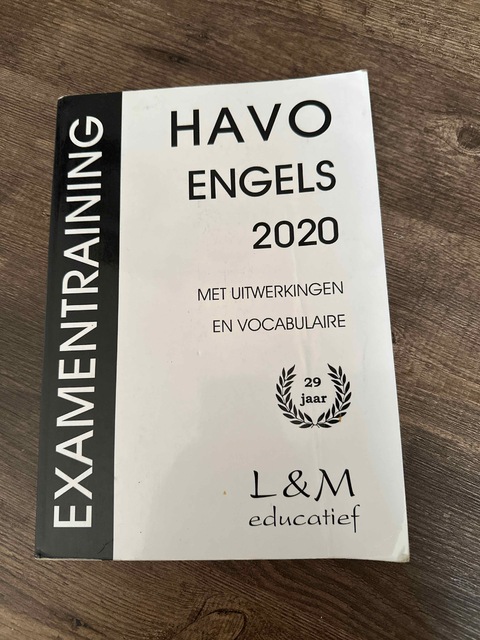 EXAMENTRAINING
HAVO
ENGELS
2020
MET UITWERKINGEN
EN VOCABULAIRE
29
jaar
L&M
educatief